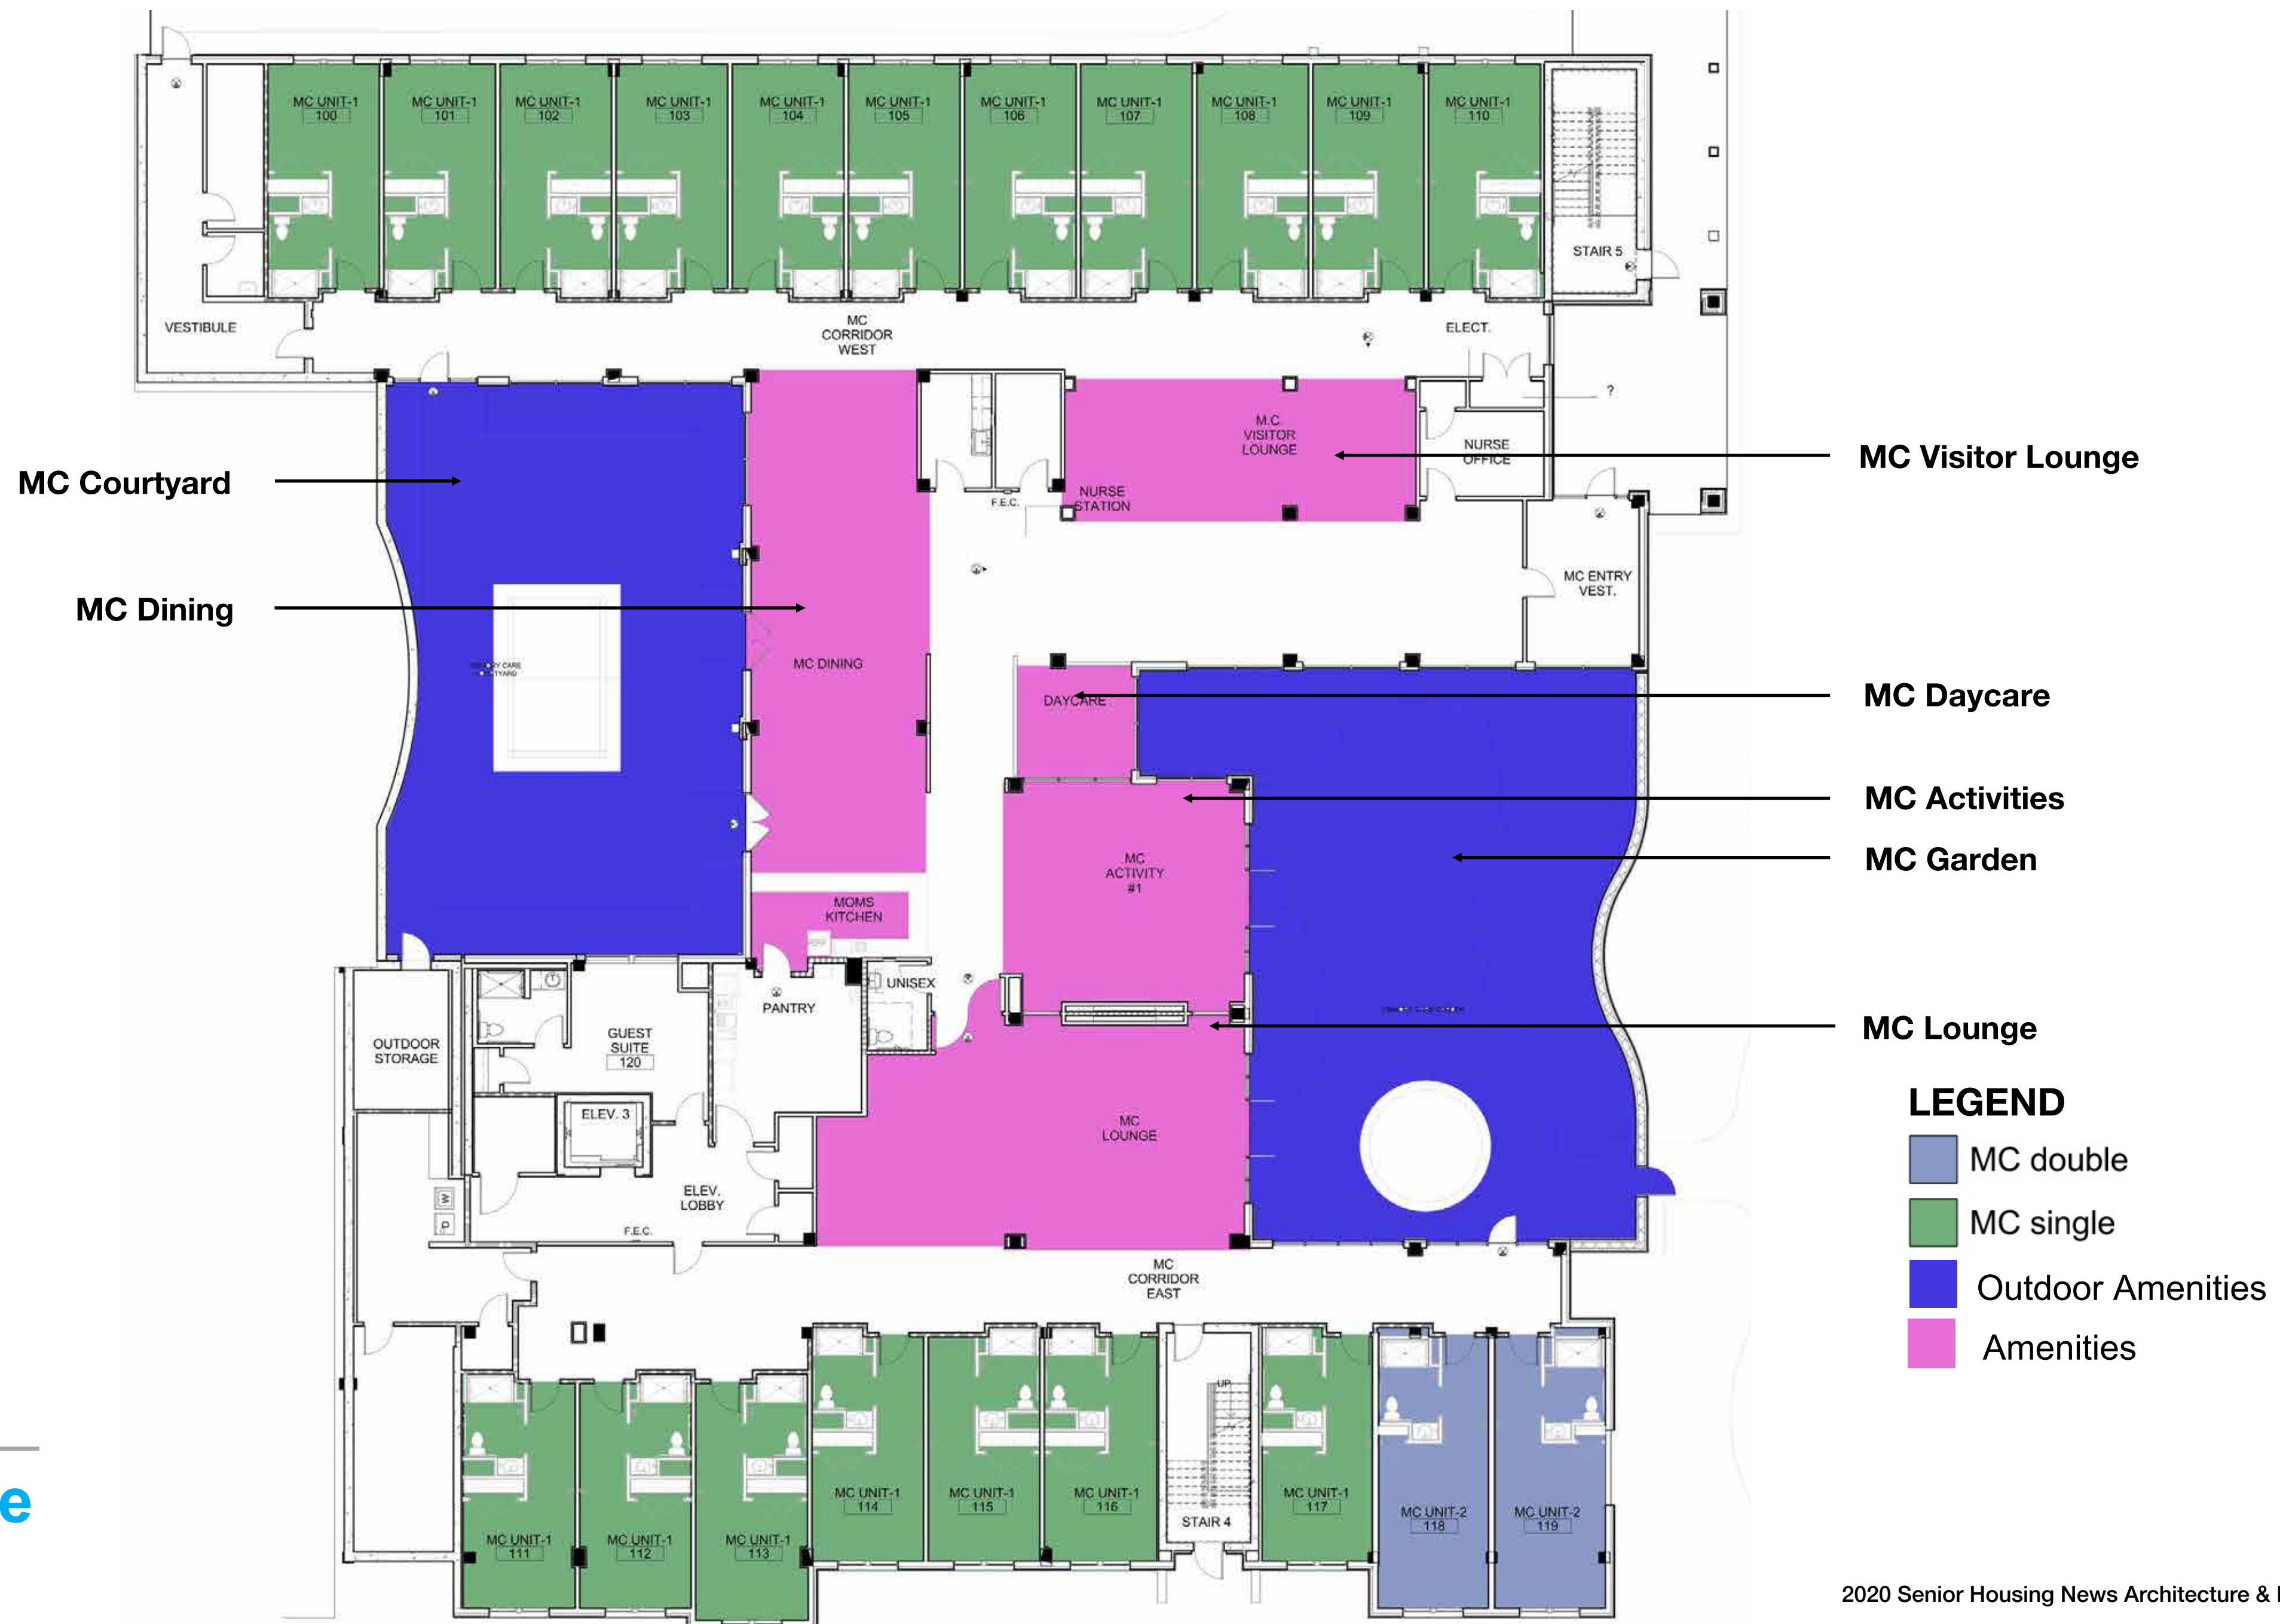 MC UNIT-1
100
MC UNIT-1
101
MC UNIT-1
102
MC UNIT-1
103
MC UNIT-1
104
MC UNIT-1
105
MC UNIT-1
106
MC UNIT-1
107
MC UNIT-1
108
MC UNIT-1
109
MC UNIT-1
110
STAIR 5
VESTIBULE
MC
CORRIDOR
WEST
ELECT.
?
M.C.
VISITOR
LOUNGE
NURSE
OFFICE
NURSE
STATION
F.E.C.
MC Visitor Lounge
MC Courtyard
MC ENTRY
VEST.
MC Dining
MC DINING
DAYCARE
MC Daycare
MC Activities
MC
ACTIVITY
#1
MC Garden
MOMS
KITCHEN
UNISEX
PANTRY
OUTDOOR
STORAGE
GUEST
SUITE
120
MC Lounge
ELEV. 3
MC
LOUNGE
ELEV.
LOBBY
F.E.C.
W
D
LEGEND
MC double
MC single
Outdoor Amenities
Amenities
MC
CORRIDOR
EAST
UP
MC UNIT-1
111
MC UNIT-1
112
MC UNIT-1
113
MC UNIT-1
114
MC UNIT-1
115
MC UNIT-1
116
STAIR 4
MC UNIT-1
117
MC UNIT-2
118
MC UNIT-2
119
e
2020 Senior Housing News Architecture &